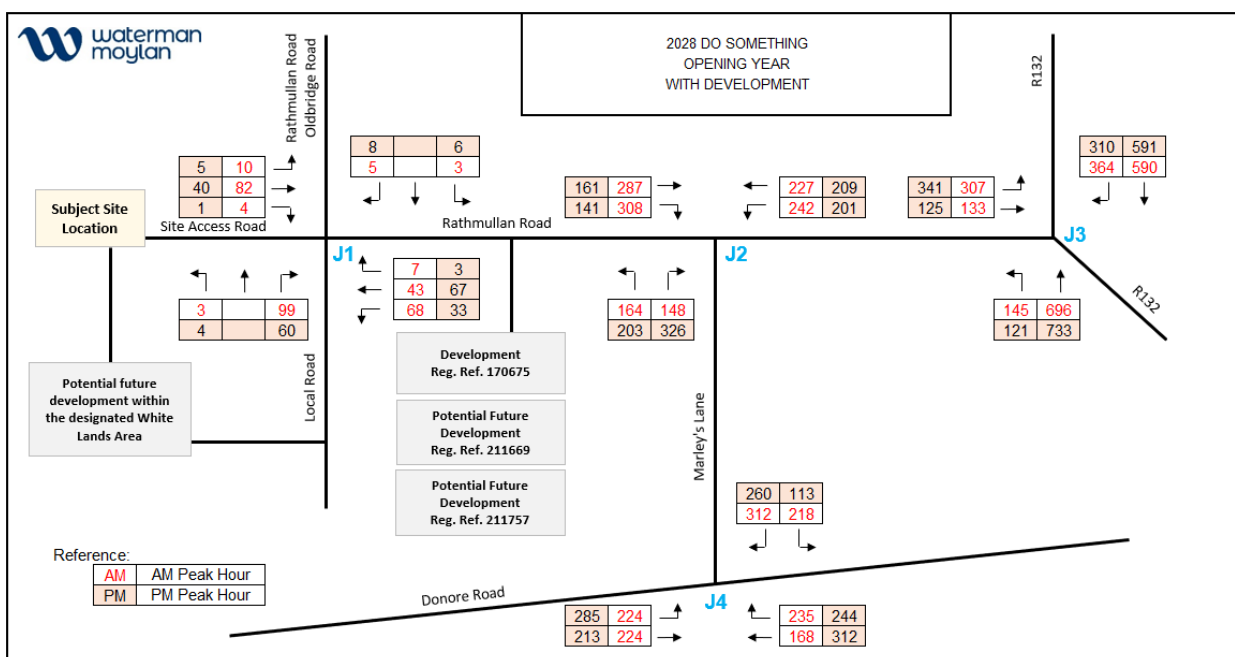 waterman
moylan
2028 DO SOMETHING
OPENING YEAR
WITH DEVELOPMENT
Rathmullan Road
Oldbridge Road
R132
8 6
5 3
310 591
364 590
5 10
40 82
1 4
161 287
141 308
227 209
242 201
341 307
125 133
Subject Site
Location
Site Access Road
Rathmullan Road
J1
J2
J3
R132
7 3
43 67
68 33
3 99
4 60
164 148
203 326
145 696
121 733
Development
Reg. Ref. 170675
Potential future
development within
the designated White
Lands Area
Local Road
Potential Future
Development
Reg. Ref. 211669
Marley's Lane
Potential Future
Development
Reg. Ref. 211757
260 113
312 218
Reference:
AM AM Peak Hour
PM PM Peak Hour
Donore Road
J4
285 224
213 224
235 244
168 312